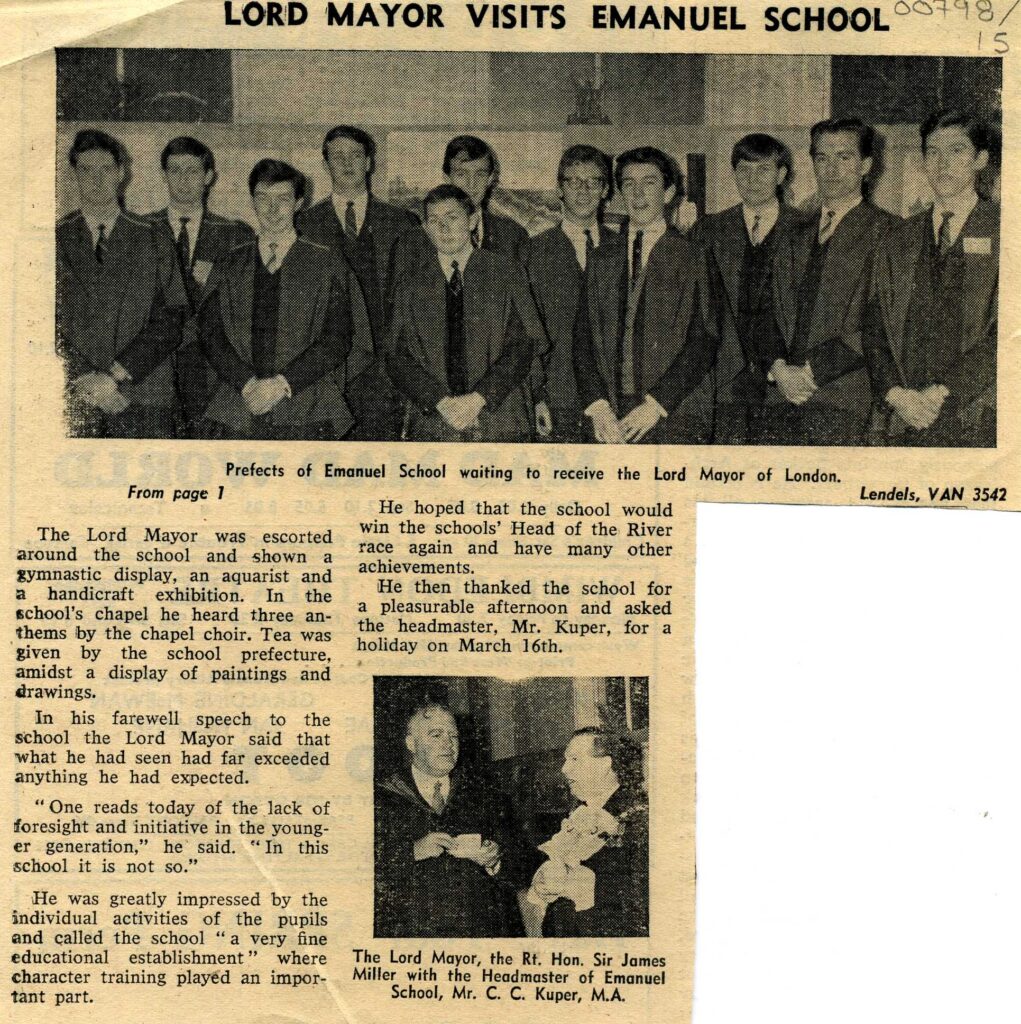 LORD MAYOR VISITS EMANUEL SCHOOL
00798/
15
Prefects of Emanuel School waiting to receive the Lord Mayor of London.
From page 1
Lendels, VAN 3542
The Lord Mayor was escorted
around the school and shown a
gymnastic display, an aquarist and
a handicraft exhibition. In the
school's chapel he heard three an-
thems by the chapel choir. Tea was
given by the school prefecture,
amidst a display of paintings and
drawings.
In his farewell speech to the
school the Lord Mayor said that
what he had seen had far exceeded
anything he had expected.
"One reads today of the lack of
foresight and initiative in the young-
er generation," he said. "In this
school it is not so."
He was greatly impressed by the
individual activities of the pupils
and called the school "a very fine
educational establishment" where
character training played an impor-
tant part.
He hoped that the school would
win the schools' Head of the River
race again and have many other
achievements.
He then thanked the school for
a pleasurable afternoon and asked
the headmaster, Mr. Kuper, for a
holiday on March 16th.
The Lord Mayor, the Rt. Hon. Sir James
Miller with the Headmaster of Emanuel
School, Mr. C. C. Kuper, M.A.